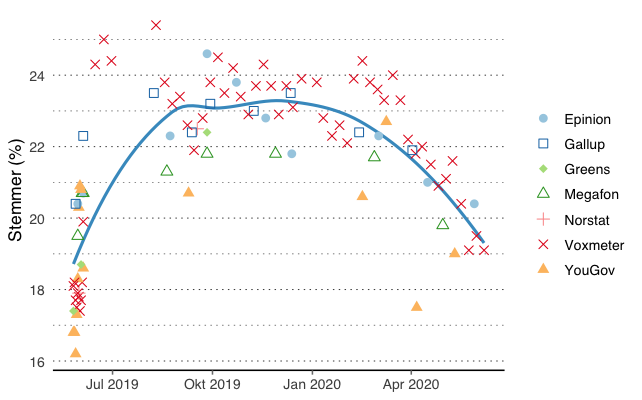 Stemmer (%)
24
22
20
18
16
Jul 2019
Okt 2019
Jan 2020
Apr 2020
Epinion
Gallup
Greens
Megafon
Norstat
Voxmeter
YouGov